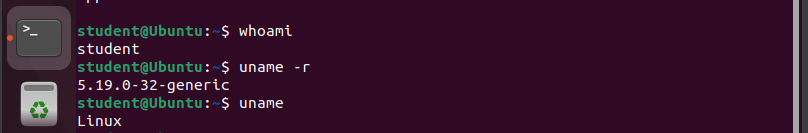 student@Ubuntu:~$ whoami
student
student@Ubuntu:~$ uname -r
5.19.0-32-generic
student@Ubuntu:~$ uname
Linux